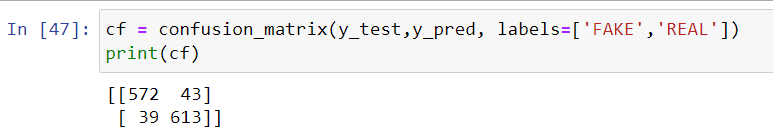 In [47]: cf = confusion_matrix(y_test,y_pred, labels=['FAKE','REAL'])
print(cf)
[[572  43]
 [ 39 613]]